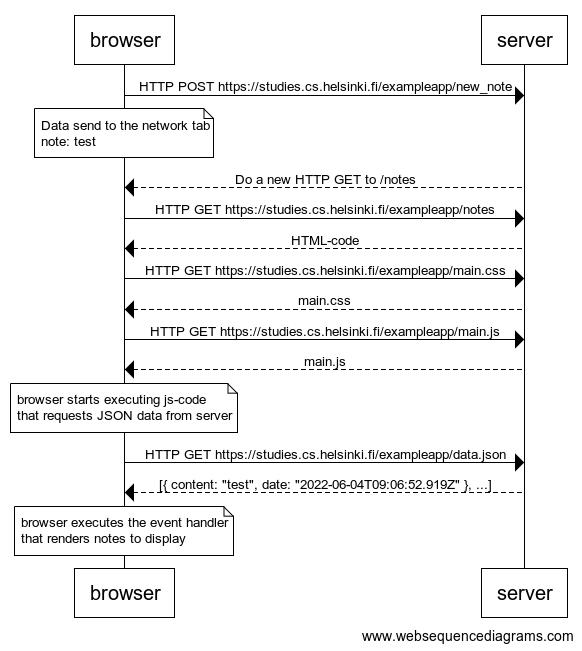 browser
server
HTTP POST https://studies.cs.helsinki.fi/exampleapp/new_note
Data send to the network tab
note: test
Do a new HTTP GET to /notes
HTTP GET https://studies.cs.helsinki.fi/exampleapp/notes
HTML-code
HTTP GET https://studies.cs.helsinki.fi/exampleapp/main.css
main.css
HTTP GET https://studies.cs.helsinki.fi/exampleapp/main.js
main.js
browser starts executing js-code
that requests JSON data from server
HTTP GET https://studies.cs.helsinki.fi/exampleapp/data.json
[{ content: "test", date: "2022-06-04T09:06:52.919Z" }, ...]
browser executes the event handler
that renders notes to display
browser
server
www.websequencediagrams.com